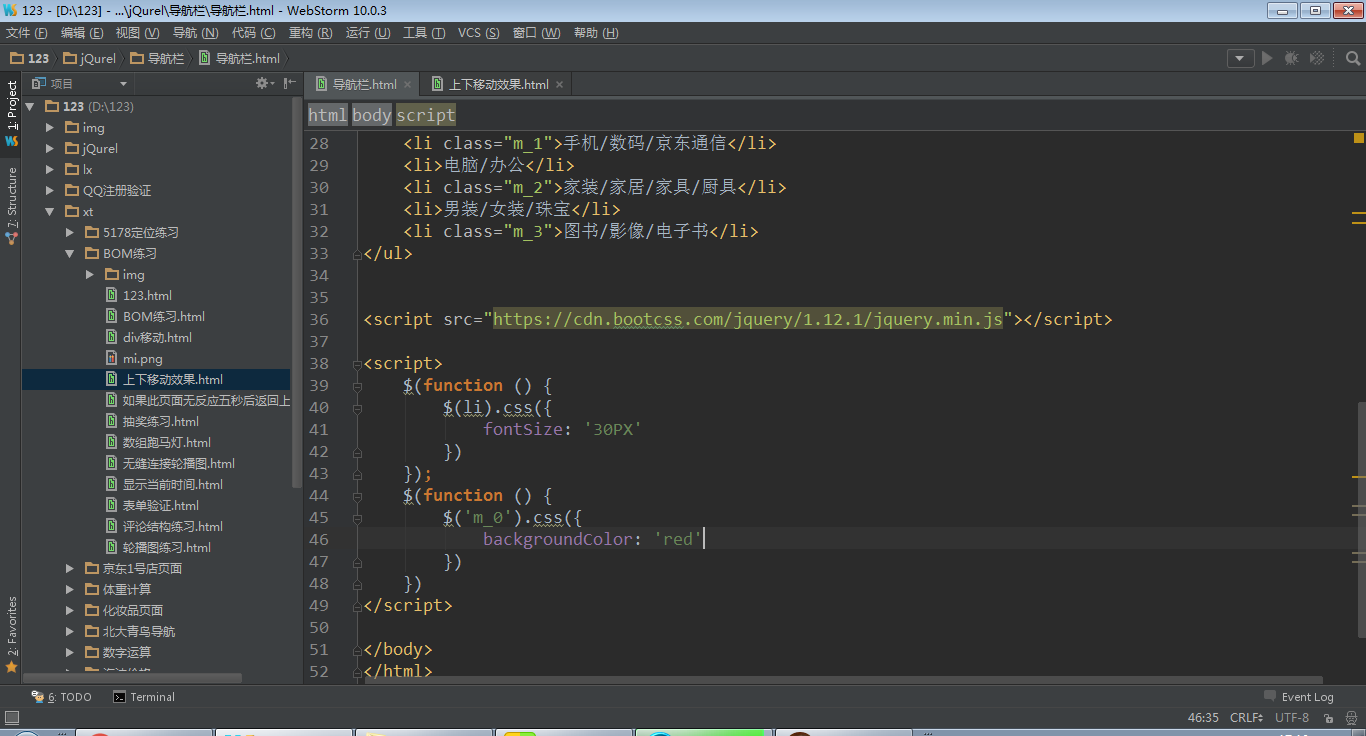 123 - [D:\123] - ...\jQurel\导航栏\导航栏.html - WebStorm 10.0.3
文件 (F) 编辑 (E) 视图 (V) 导航 (N) 代码 (C) 重构 (R) 运行 (U) 工具 (T) VCS (S) 窗口 (W) 帮助 (H)
123 jQurel 导航栏 导航栏.html
项目
导航栏.html 上下移动效果.html
html body script
1: Project
7: Structure
2: Favorites
123 (D:\123)
img
jQurel
lx
QQ注册验证
xt
5178定位练习
BOM练习
img
123.html
BOM练习.html
div移动.html
mi.png
上下移动效果.html
如果此页面无反应五秒后返回上
抽奖练习.html
数组跑马灯.html
无缝连接轮播图.html
显示当前时间.html
表单验证.html
评论结构练习.html
轮播图练习.html
京东1号店页面
体重计算
化妆品页面
北大青鸟导航
数字运算
28 <li class="m_1">手机/数码/京东通信</li>
29 <li>电脑/办公</li>
30 <li class="m_2">家装/家居/家具/厨具</li>
31 <li>男装/女装/珠宝</li>
32 <li class="m_3">图书/影像/电子书</li>
33 </ul>
34
35
36 <script src="https://cdn.bootcss.com/jquery/1.12.1/jquery.min.js"></script>
37
38 <script>
39 $(function () {
40 $(li).css({
41 fontSize: '30PX'
42 })
43 });
44 $(function () {
45 $('m_0').css({
46 backgroundColor: 'red'
47 })
48 })
49 </script>
50
51 </body>
52 </html>
6: TODO Terminal Event Log
46:35 CRLF UTF-8